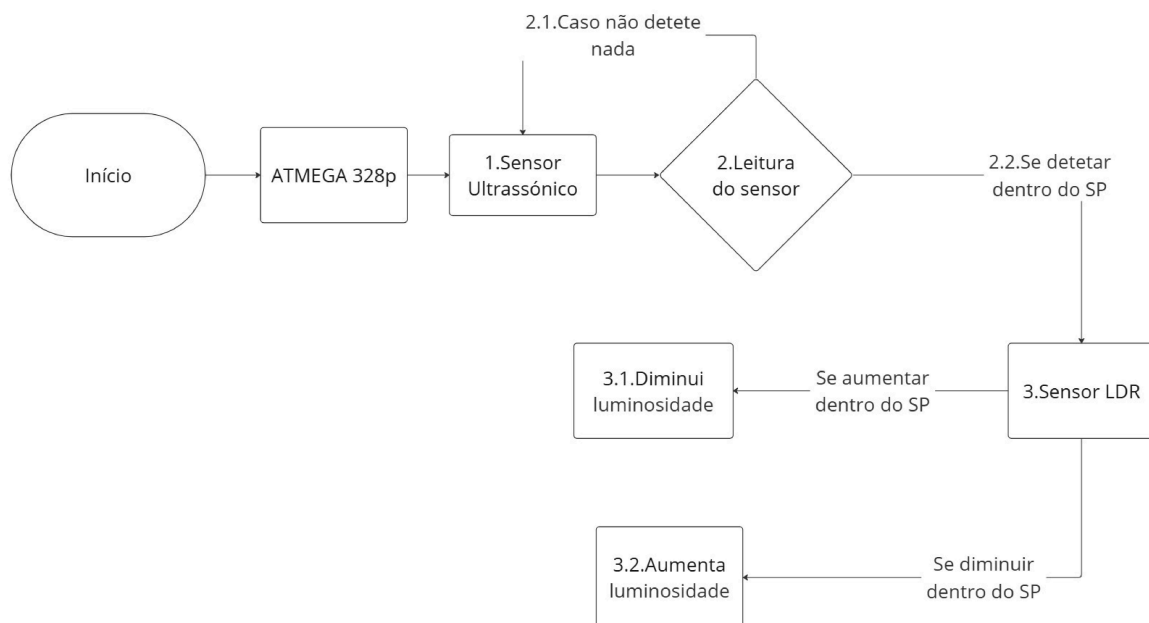 2.1.Caso não detete
nada
Início
ATMEGA 328p
1.Sensor
Ultrassónico
2.Leitura
do sensor
2.2.Se detetar
dentro do SP
3.1.Diminui
luminosidade
Se aumentar
dentro do SP
3.Sensor LDR
3.2.Aumenta
luminosidade
Se diminuir
dentro do SP